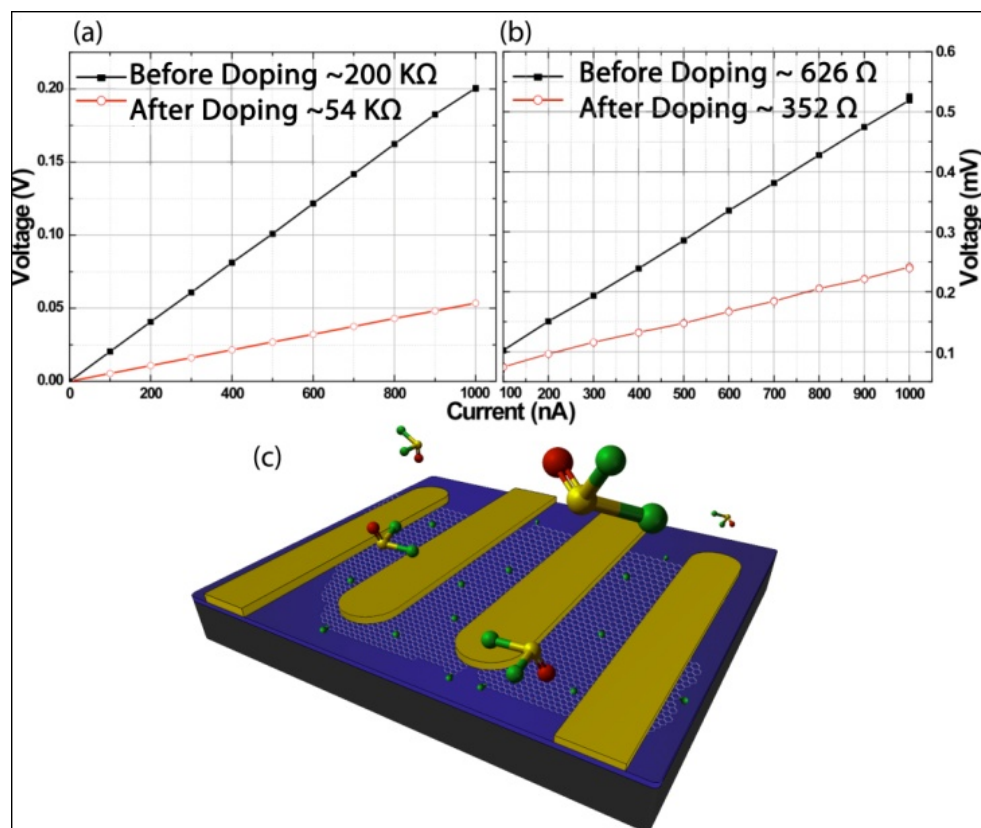 (a)
Before Doping ~200 KΩ
After Doping ~54 KΩ
Voltage (V)
0.20
0.15
0.10
0.05
0.00
0 200 400 600 800 1000
(b)
Before Doping ~ 626 Ω
After Doping ~ 352 Ω
0.6
0.5
0.4
0.3
0.2
0.1
Voltage (mV)
100 200 300 400 500 600 700 800 900 1000
Current (nA)
(c)